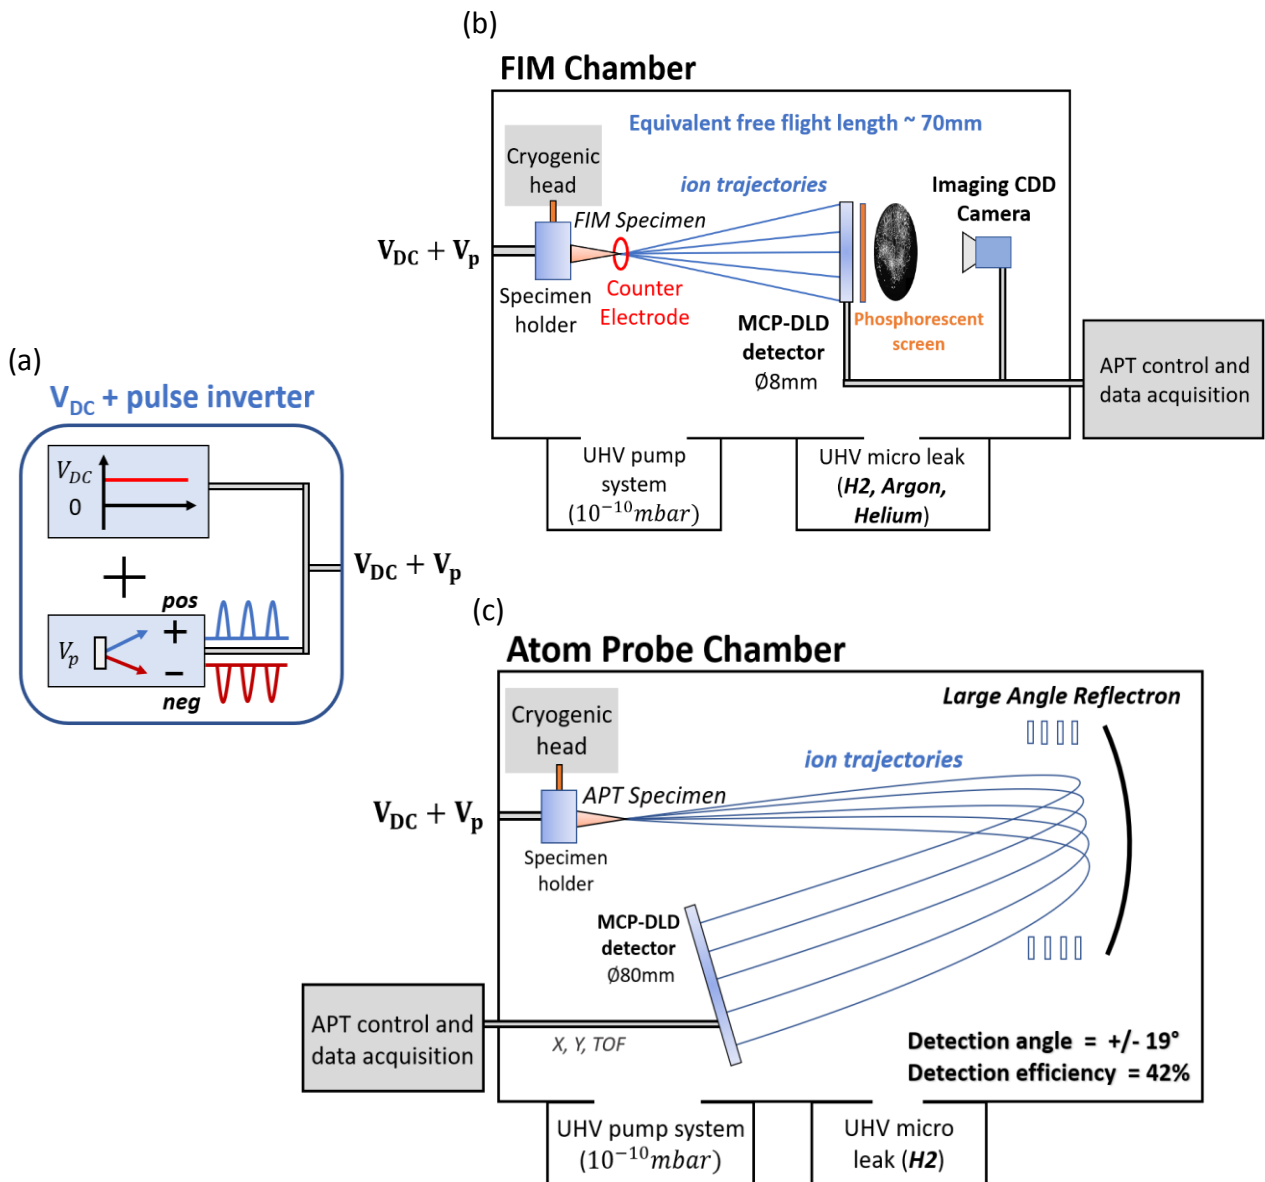 (b)
FIM Chamber
Equivalent free flight length ~ 70mm
Cryogenic
head
ion trajectories
Imaging CDD
Camera
FIM Specimen
V_DC + V_p
Specimen
holder
Counter
Electrode
MCP-DLD
detector
Ø8mm
Phosphorescent
screen
APT control and
data acquisition
UHV pump
system
(10^−10 mbar)
UHV micro leak
(H2, Argon,
Helium)
(a)
V_DC + pulse inverter
V_DC
0
+
V_DC + V_p
pos
+
V_p
−
neg
(c)
Atom Probe Chamber
Large Angle Reflectron
Cryogenic
head
ion trajectories
APT Specimen
V_DC + V_p
Specimen
holder
MCP-DLD
detector
Ø80mm
APT control and
data acquisition
X, Y, TOF
Detection angle = +/- 19°
Detection efficiency = 42%
UHV pump system
(10^−10 mbar)
UHV micro
leak (H2)